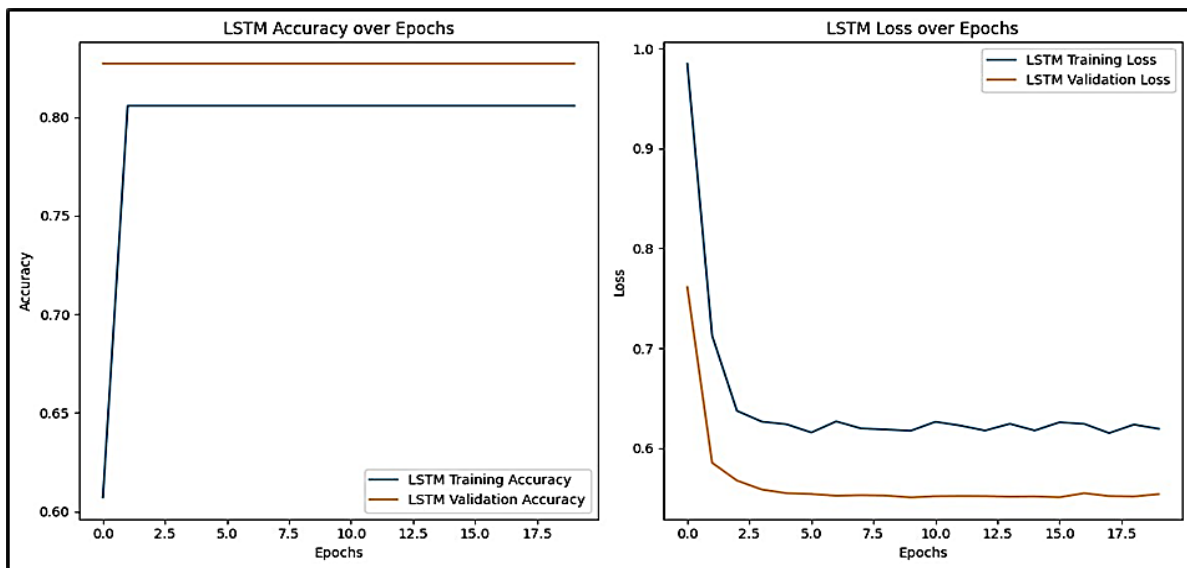 LSTM Accuracy over Epochs
Accuracy
0.80
0.75
0.70
0.65
0.60
LSTM Training Accuracy
LSTM Validation Accuracy
0.0 2.5 5.0 7.5 10.0 12.5 15.0 17.5
Epochs
LSTM Loss over Epochs
Loss
1.0
0.9
0.8
0.7
0.6
LSTM Training Loss
LSTM Validation Loss
0.0 2.5 5.0 7.5 10.0 12.5 15.0 17.5
Epochs